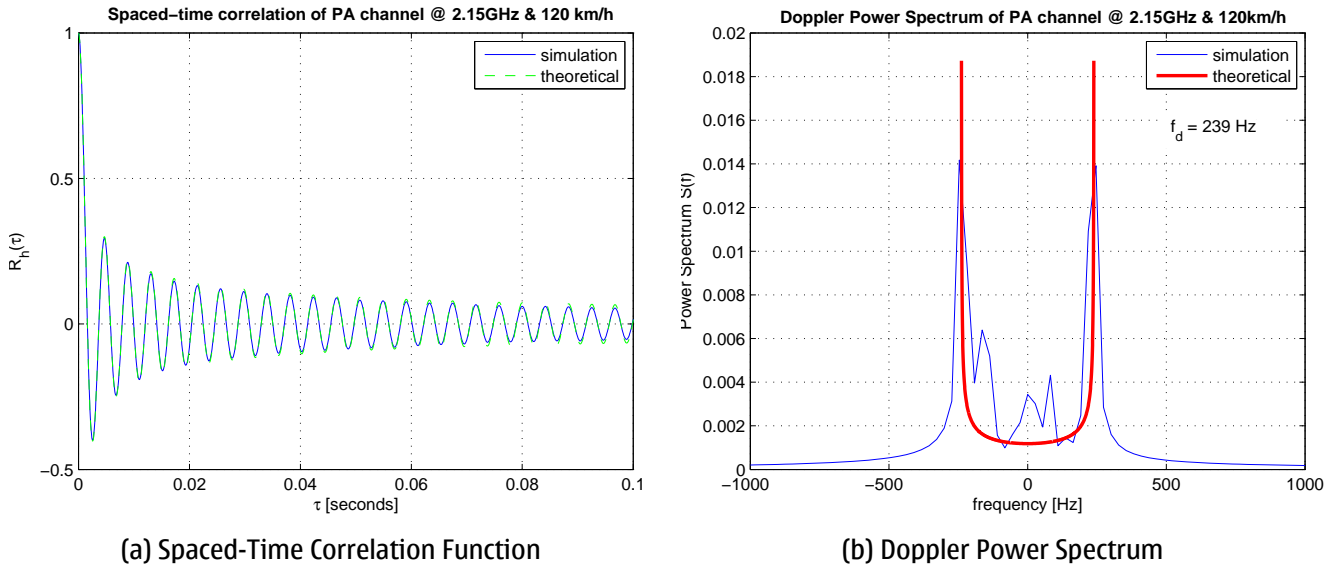 Spaced−time correlation of PA channel @ 2.15GHz & 120 km/h
simulation
theoretical
1
0.5
0
−0.5
R_h(τ)
0
0.02
0.04
0.06
0.08
0.1
τ [seconds]
(a) Spaced-Time Correlation Function
Doppler Power Spectrum of PA channel @ 2.15GHz & 120km/h
simulation
theoretical
f_d = 239 Hz
0.02
0.018
0.016
0.014
0.012
0.01
0.008
0.006
0.004
0.002
0
Power Spectrum S(f)
−1000
−500
0
500
1000
frequency [Hz]
(b) Doppler Power Spectrum